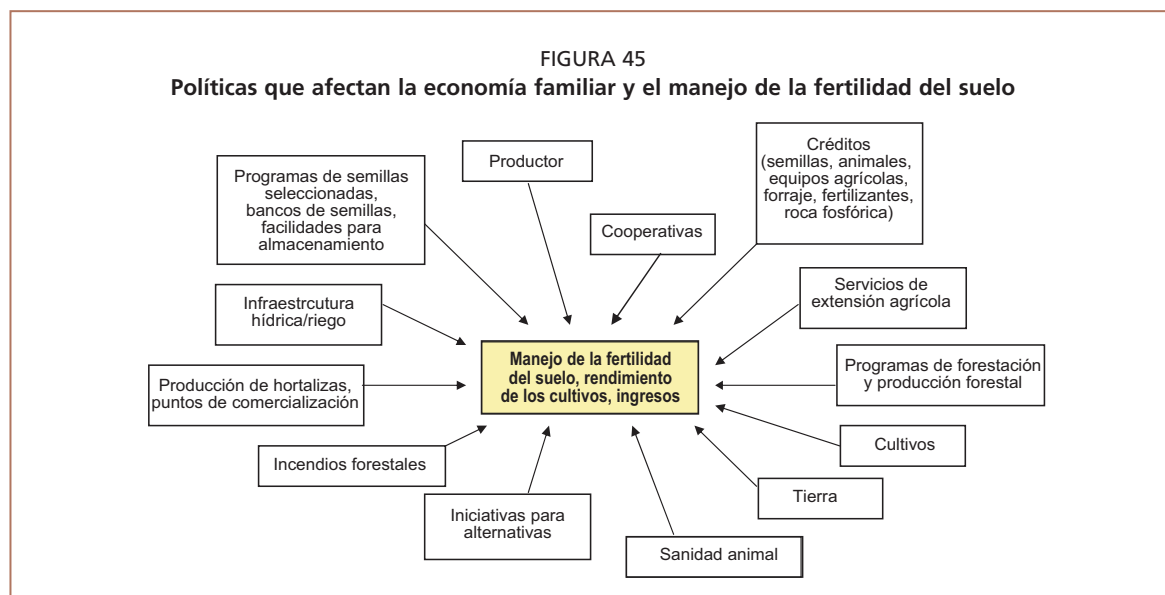 FIGURA 45
Políticas que afectan la economía familiar y el manejo de la fertilidad del suelo
Programas de semillas
seleccionadas,
bancos de semillas,
facilidades para
almacenamiento
Productor
Cooperativas
Créditos
(semillas, animales,
equipos agrícolas,
forraje, fertilizantes,
roca fosfórica)
Infraestrcutura
hídrica/riego
Servicios de
extensión agrícola
Manejo de la fertilidad
del suelo, rendimiento
de los cultivos, ingresos
Producción de hortalizas,
puntos de comercialización
Programas de forestación
y producción forestal
Incendios forestales
Cultivos
Iniciativas para
alternativas
Tierra
Sanidad animal